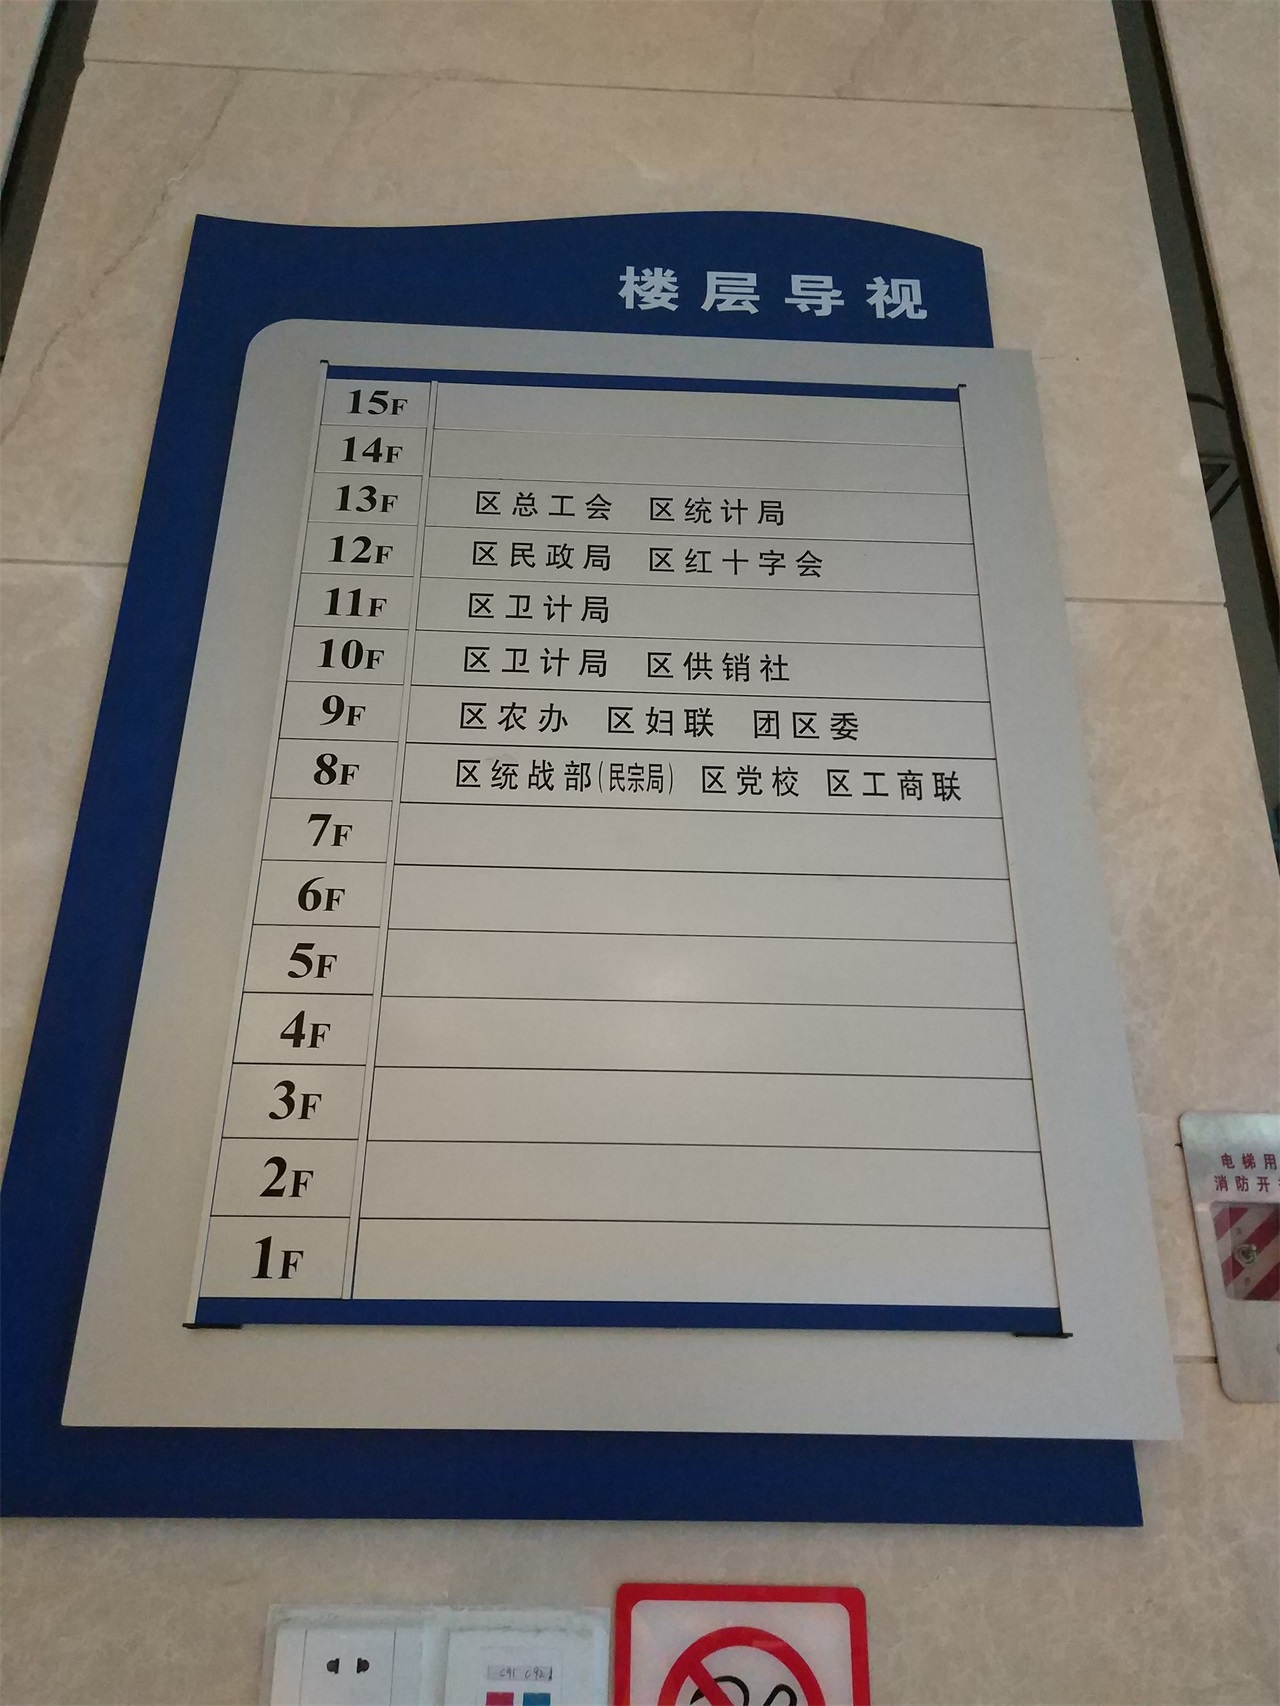 楼层导视
15F
14F
13F 区总工会 区统计局
12F 区民政局 区红十字会
11F 区卫计局
10F 区卫计局 区供销社
9F 区农办 区妇联 团区委
8F 区统战部(民宗局) 区党校 区工商联
7F
6F
5F
4F
3F
2F
1F
电梯用
消防开